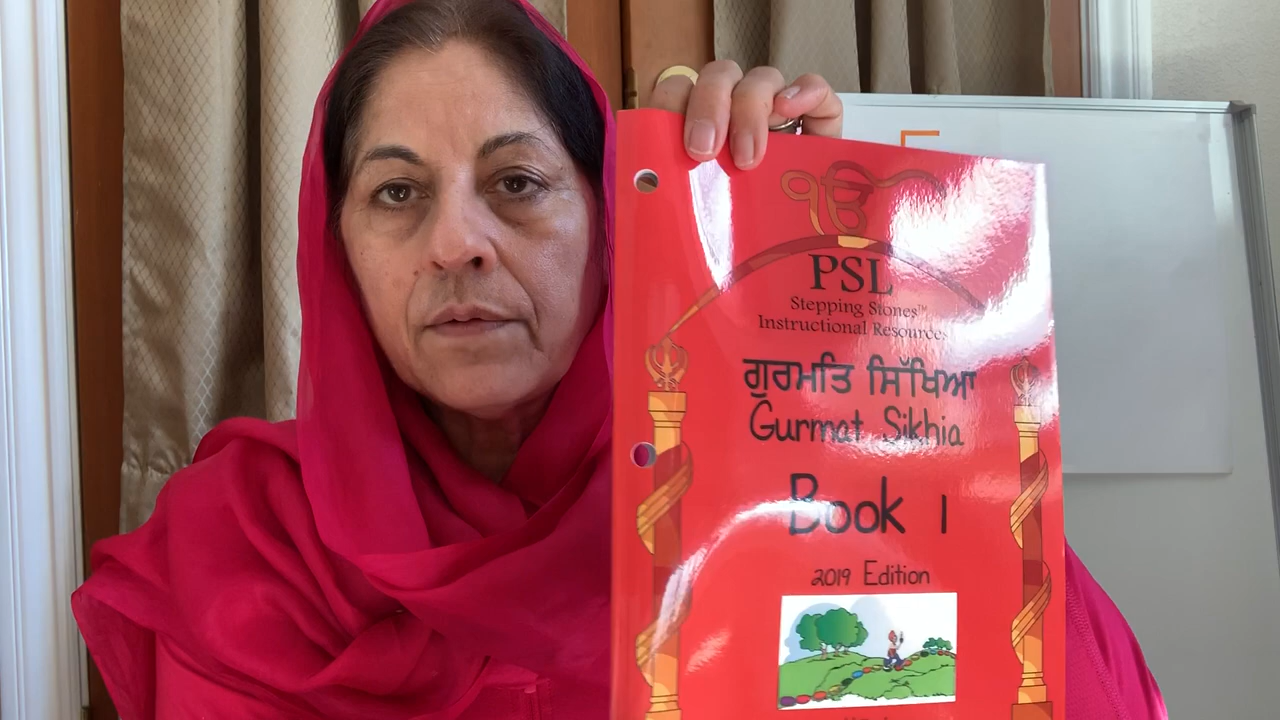 ੴ
PSL
Stepping Stones™
Instructional Resources
ਗੁਰਮਤਿ ਸਿੱਖਿਆ
Gurmat Sikhia
Book 1
2019 Edition